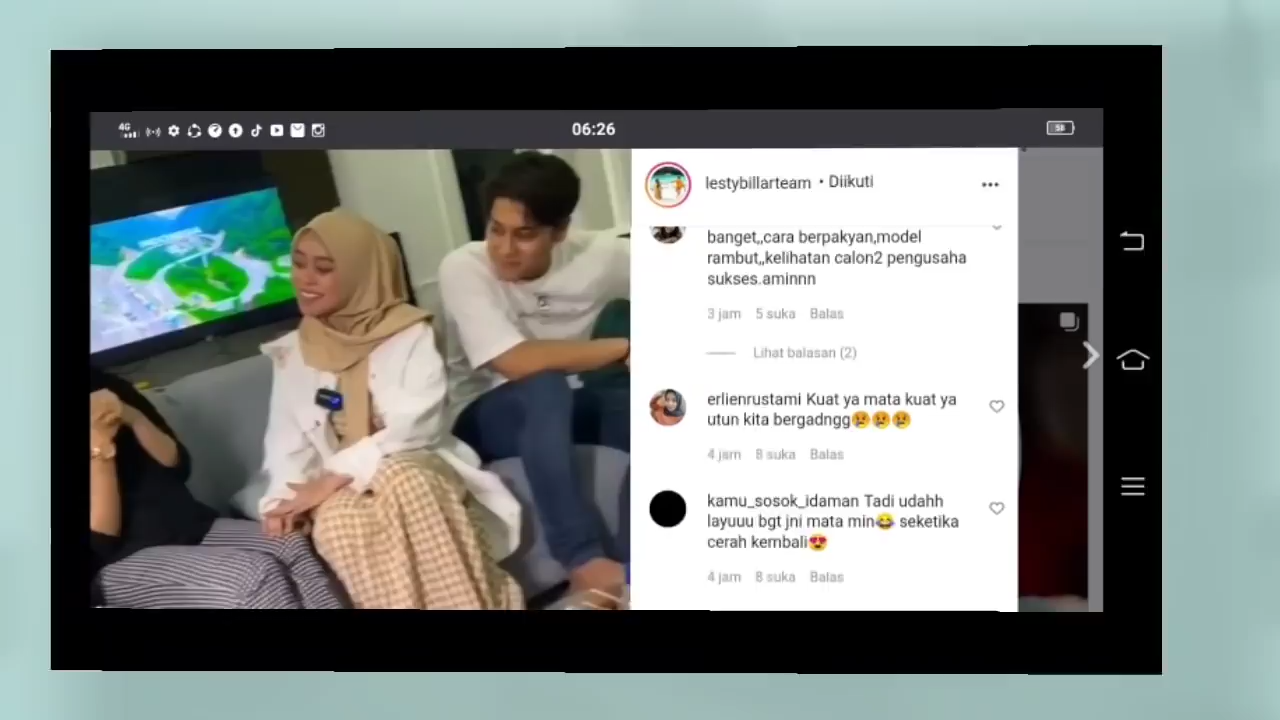 4G
06:26
58
lestybillarteam • Diikuti
banget,,cara berpakyan,model
rambut,,kelihatan calon2 pengusaha
sukses.aminnn
3 jam 5 suka Balas
Lihat balasan (2)
erlienrustami Kuat ya mata kuat ya
utun kita bergadngg😢😢😢
4 jam 8 suka Balas
kamu_sosok_idaman Tadi udahh
layuuu bgt jni mata min😂 seketika
cerah kembali😍
4 jam 8 suka Balas